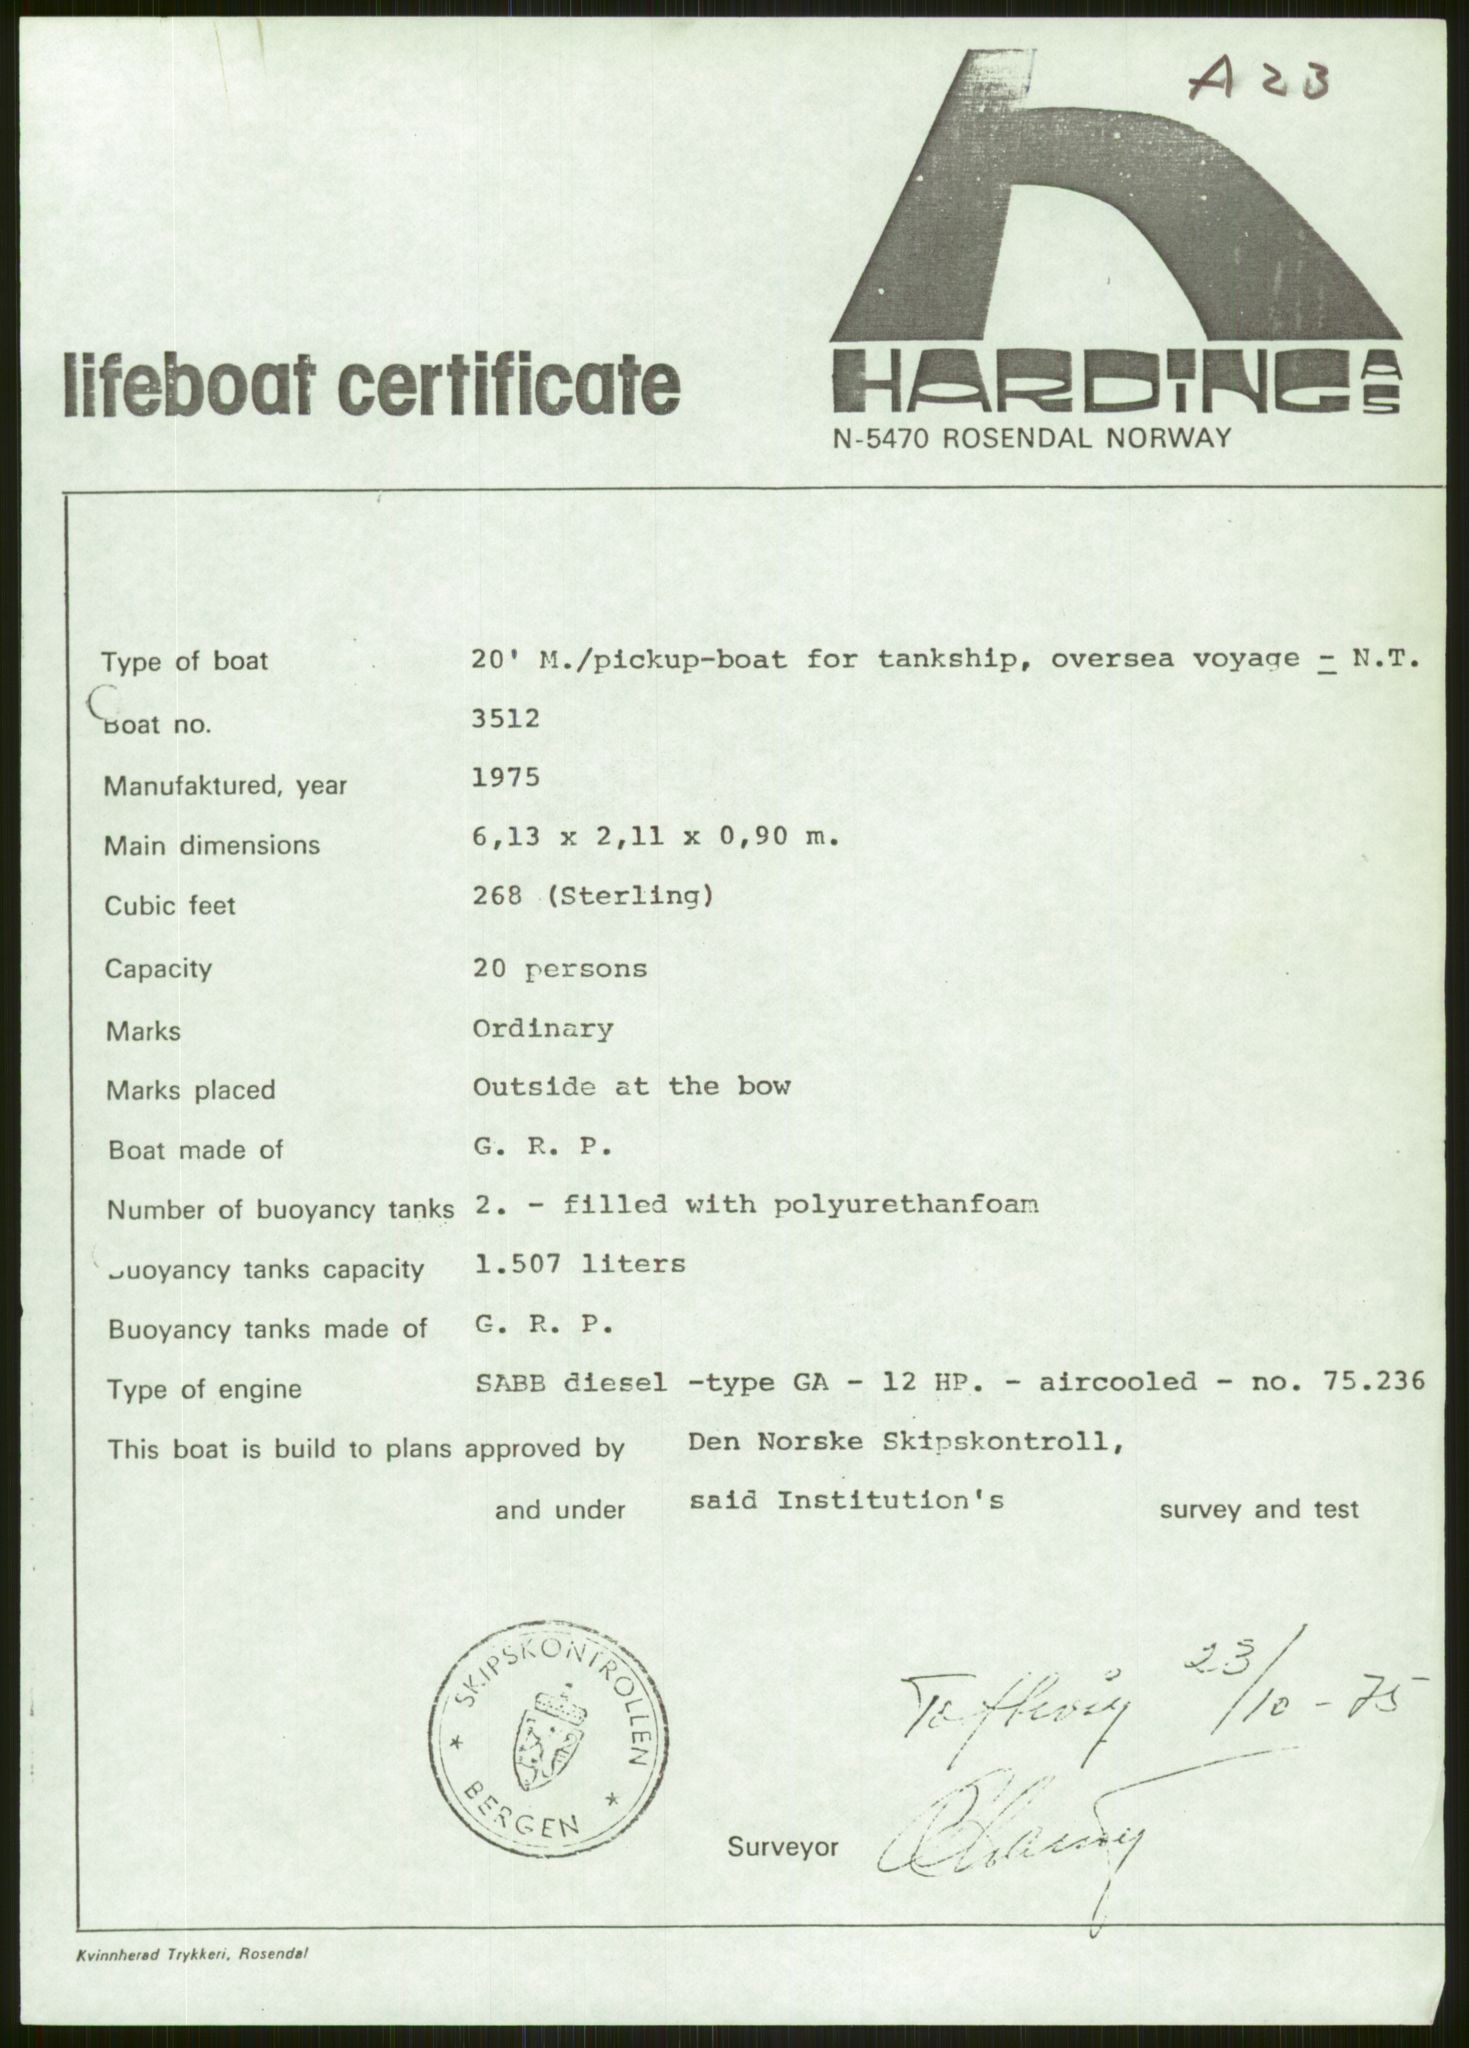 A 23
HARDING AS
lifeboat certificate
N-5470 ROSENDAL NORWAY
Type of boat 20' M./pickup-boat for tankship, oversea voyage - N.T.
Boat no. 3512
Manufaktured, year 1975
Main dimensions 6,13 x 2,11 x 0,90 m.
Cubic feet 268 (Sterling)
Capacity 20 persons
Marks Ordinary
Marks placed Outside at the bow
Boat made of G. R. P.
Number of buoyancy tanks 2. - filled with polyurethanfoam
Buoyancy tanks capacity 1.507 liters
Buoyancy tanks made of G. R. P.
Type of engine SABB diesel -type GA - 12 HP. - aircooled - no. 75.236
This boat is build to plans approved by Den Norske Skipskontroll,
and under said Institution's survey and test
SKIPSKONTROLLEN
* BERGEN *
23/10 - 75
Surveyor
Kvinnherad Trykkeri, Rosendal